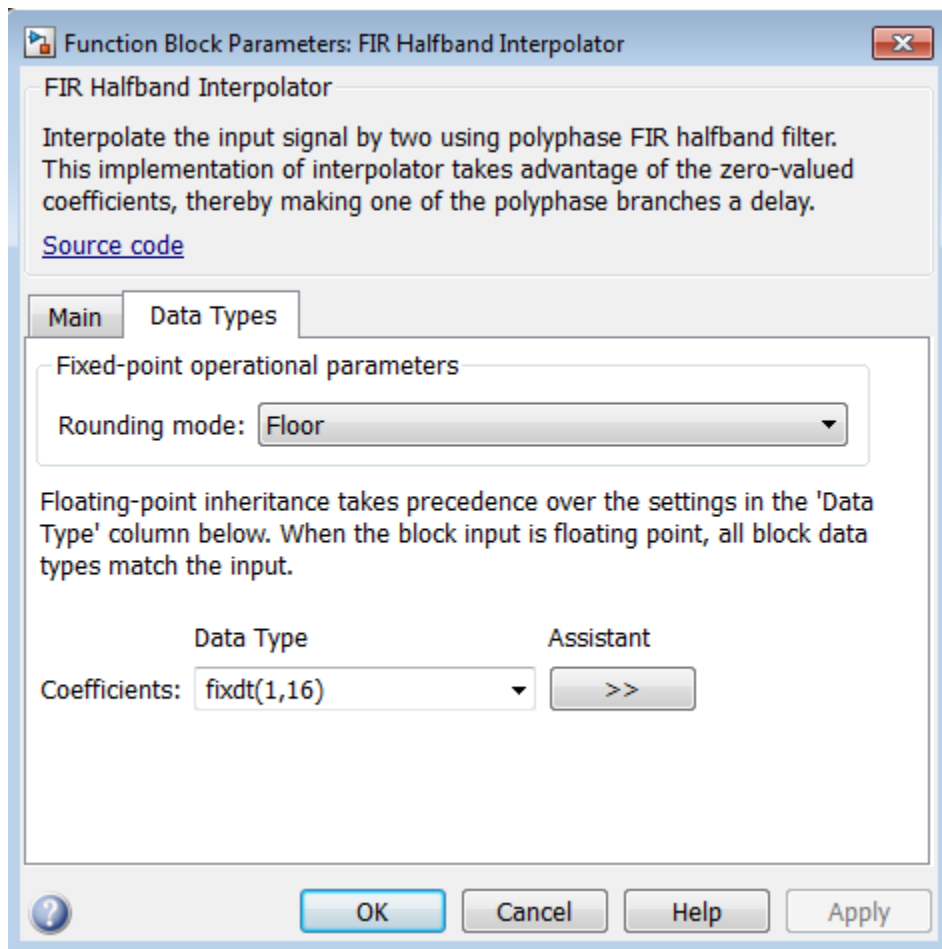 Function Block Parameters: FIR Halfband Interpolator
FIR Halfband Interpolator
Interpolate the input signal by two using polyphase FIR halfband filter.
This implementation of interpolator takes advantage of the zero-valued
coefficients, thereby making one of the polyphase branches a delay.
Source code
Main Data Types
Fixed-point operational parameters
Rounding mode: Floor
Floating-point inheritance takes precedence over the settings in the 'Data
Type' column below. When the block input is floating point, all block data
types match the input.
Data Type Assistant
Coefficients: fixdt(1,16) >>
? OK Cancel Help Apply